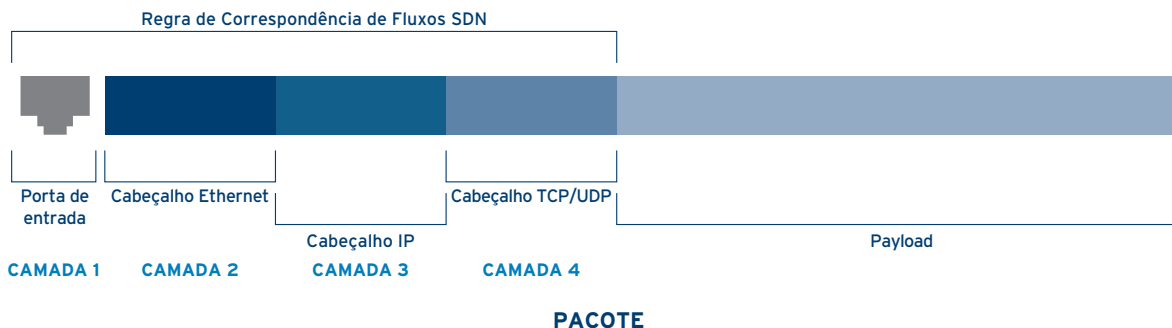 Regra de Correspondência de Fluxos SDN
Porta de
entrada
Cabeçalho Ethernet
Cabeçalho TCP/UDP
Cabeçalho IP
Payload
CAMADA 1
CAMADA 2
CAMADA 3
CAMADA 4
PACOTE